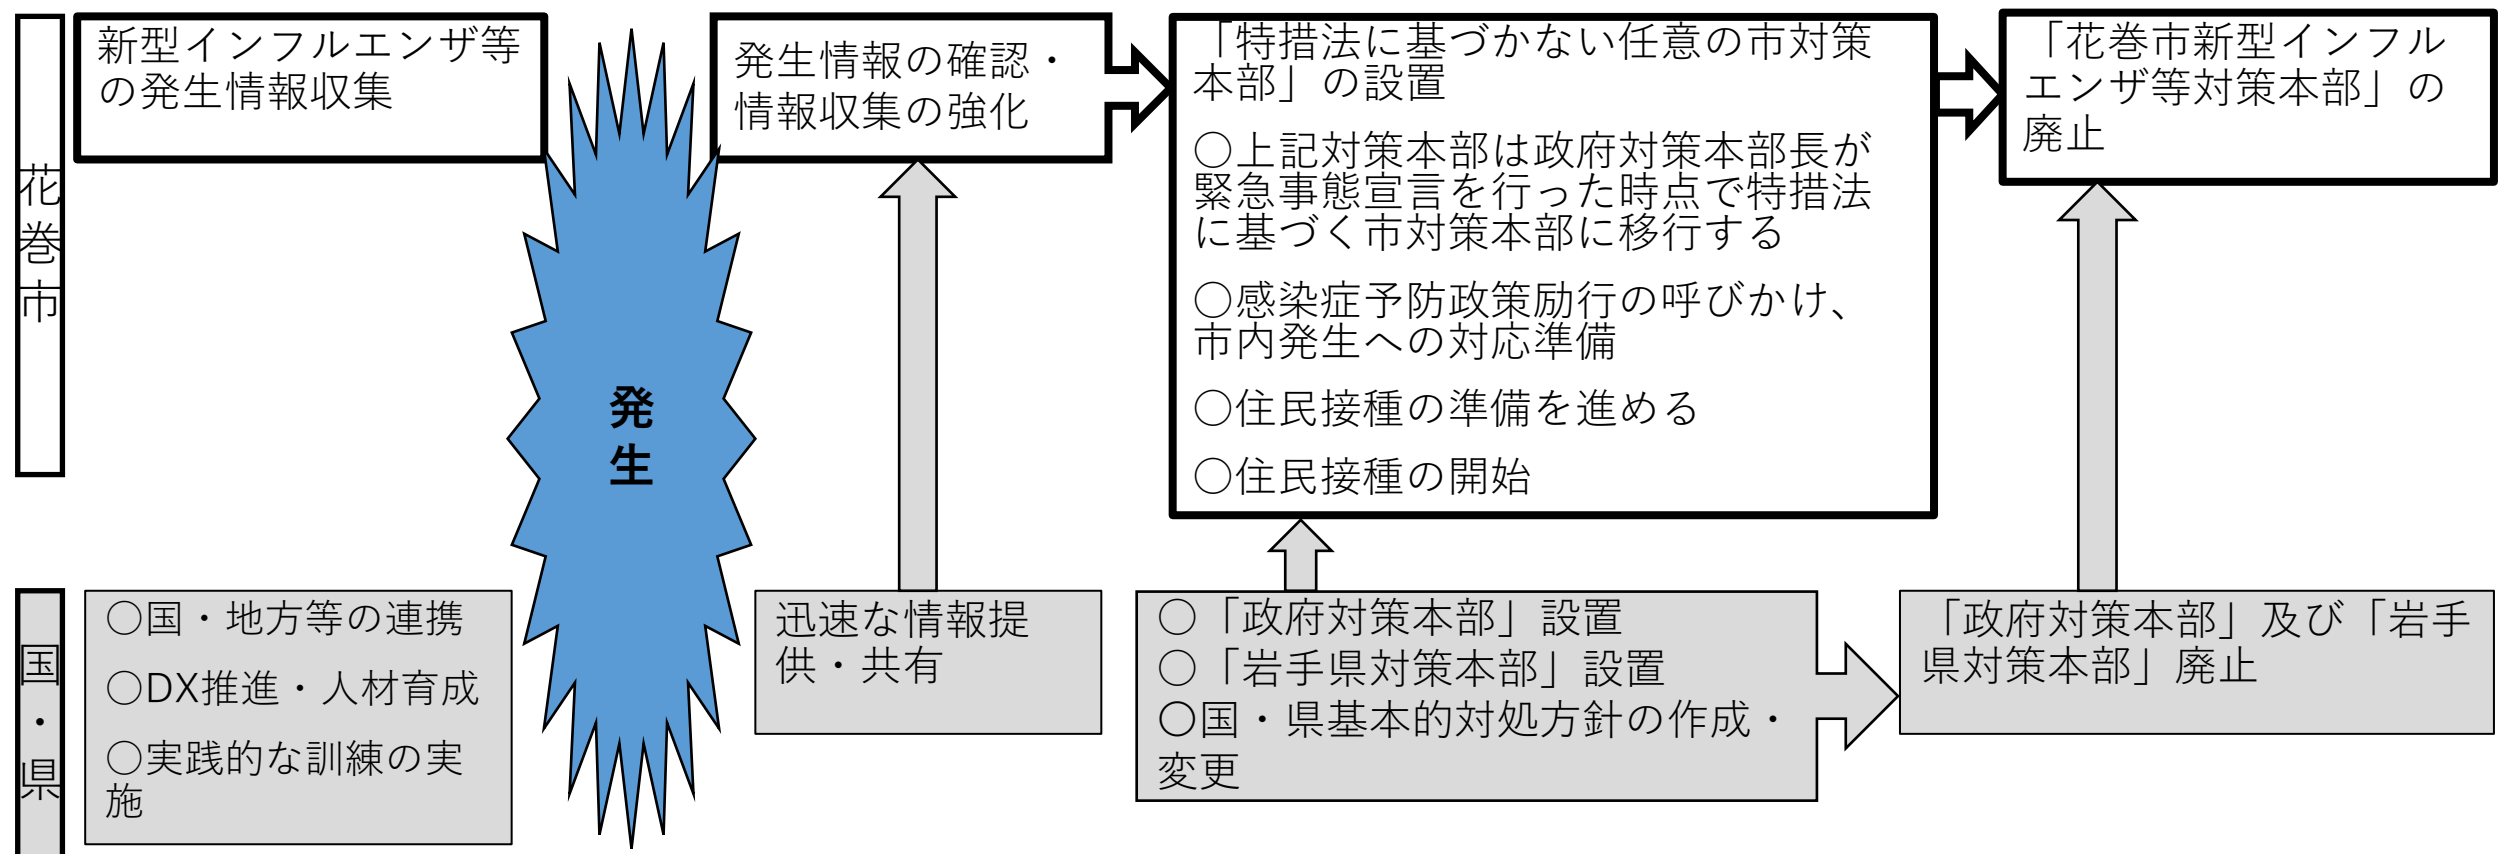 花巻市
新型インフルエンザ等
の発生情報収集
発生
発生情報の確認・
情報収集の強化
「特措法に基づかない任意の市対策
本部」の設置
〇上記対策本部は政府対策本部長が
緊急事態宣言を行った時点で特措法
に基づく市対策本部に移行する
〇感染症予防政策励行の呼びかけ、
市内発生への対応準備
〇住民接種の準備を進める
〇住民接種の開始
「花巻市新型インフル
エンザ等対策本部」の
廃止
国・県
〇国・地方等の連携
〇DX推進・人材育成
〇実践的な訓練の実
施
迅速な情報提
供・共有
〇「政府対策本部」設置
〇「岩手県対策本部」設置
〇国・県基本的対処方針の作成・
変更
「政府対策本部」及び「岩手
県対策本部」廃止